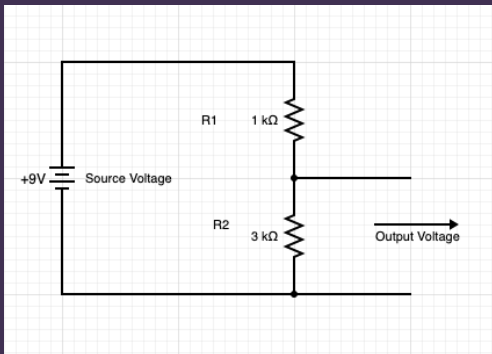 R1
1 kΩ
+9V
Source Voltage
R2
3 kΩ
Output Voltage